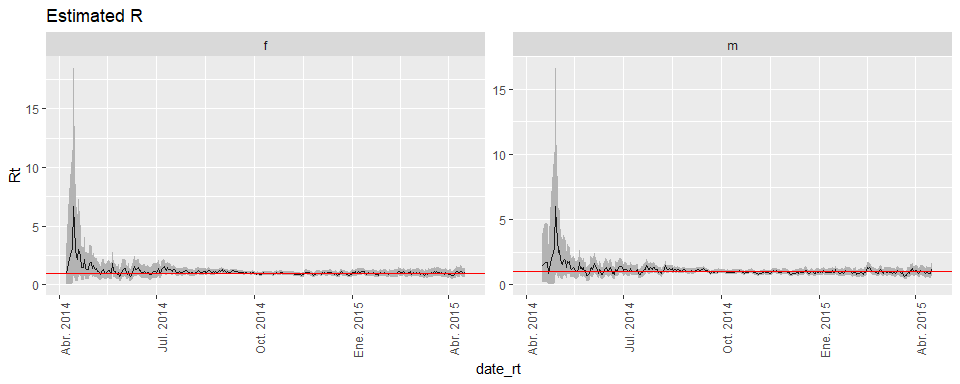 Estimated R
f
m
Rt
15
10
5
0
15
10
5
0
Abr. 2014
Jul. 2014
Oct. 2014
Ene. 2015
Abr. 2015
Abr. 2014
Jul. 2014
Oct. 2014
Ene. 2015
Abr. 2015
date_rt